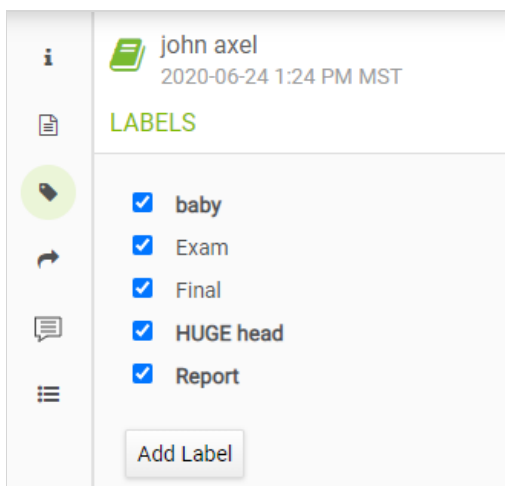 john axel
2020-06-24 1:24 PM MST
LABELS
baby
Exam
Final
HUGE head
Report
Add Label